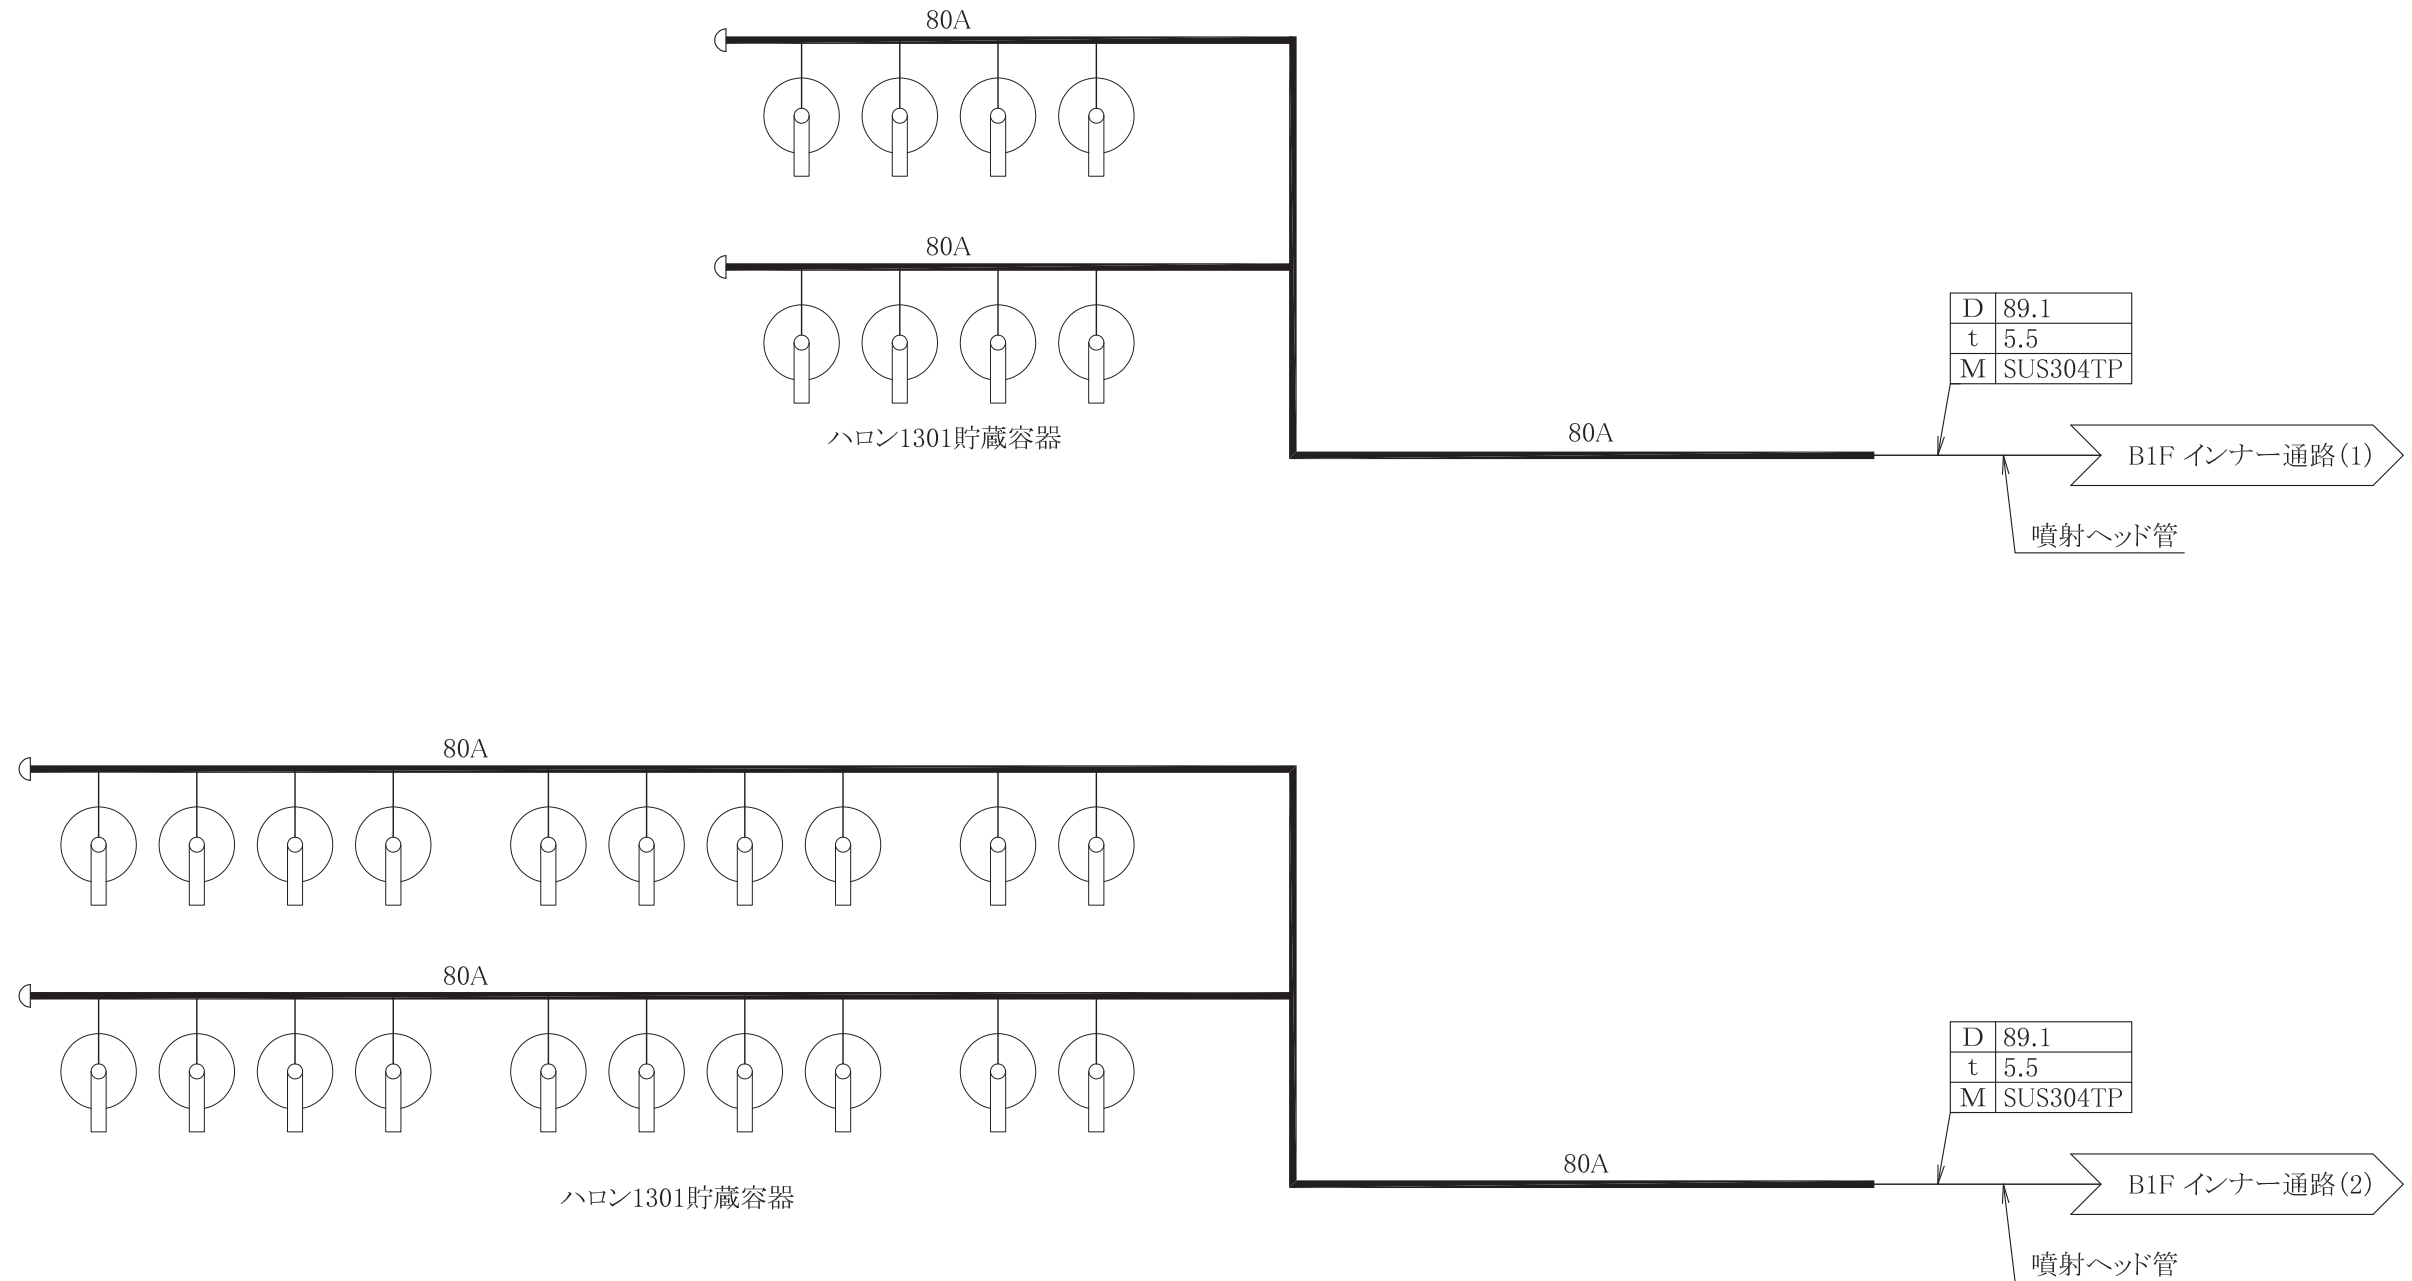 80A
80A
D 89.1
t 5.5
M SUS304TP
ハロン1301貯蔵容器
80A
B1F インナー通路(1)
噴射ヘッド管
80A
80A
D 89.1
t 5.5
M SUS304TP
80A
B1F インナー通路(2)
ハロン1301貯蔵容器
噴射ヘッド管